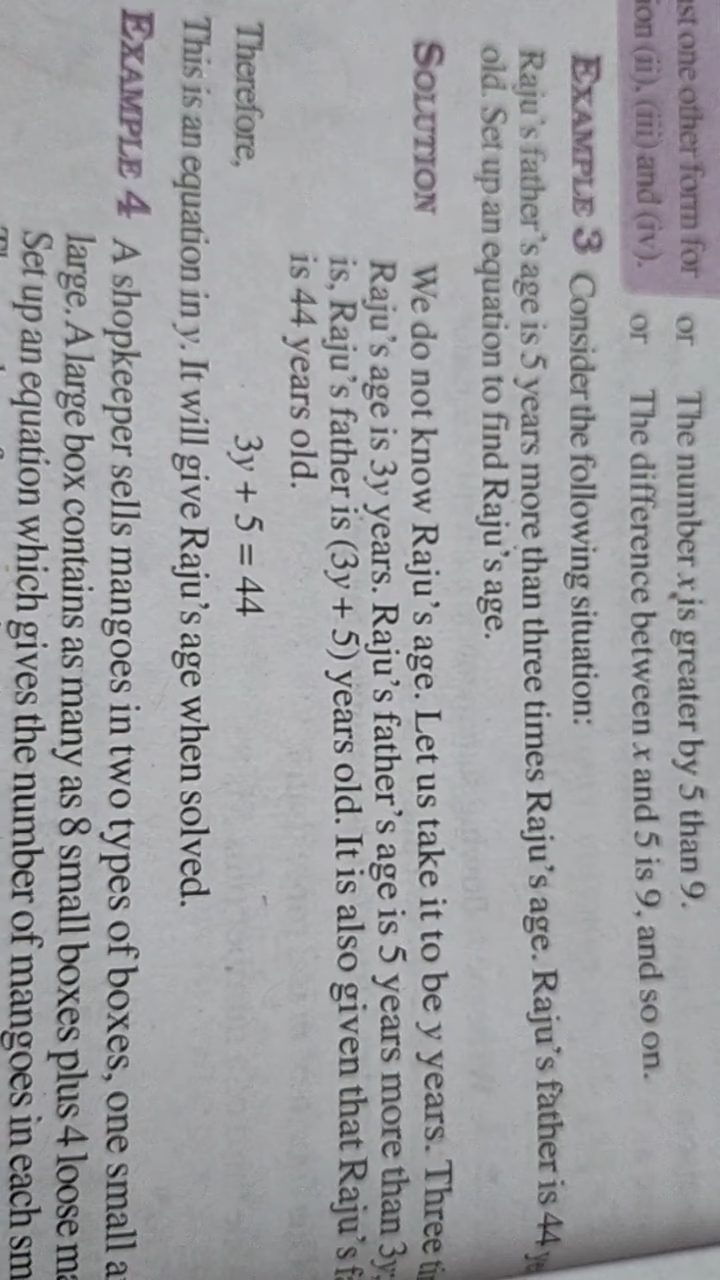 one other form for
(ii), (iii) and (iv).
or The number x is greater by 5 than 9.
or The difference between x and 5 is 9, and so on.
EXAMPLE 3 Consider the following situation:
Raju's father's age is 5 years more than three times Raju's age. Raju's father is 44
old. Set up an equation to find Raju's age.
SOLUTION We do not know Raju's age. Let us take it to be y years. Three
Raju's age is 3y years. Raju's father's age is 5 years more than 3y;
is, Raju's father is (3y + 5) years old. It is also given that Raju's
is 44 years old.
Therefore, 3y + 5 = 44
This is an equation in y. It will give Raju's age when solved.
EXAMPLE 4 A shopkeeper sells mangoes in two types of boxes, one small
large. A large box contains as many as 8 small boxes plus 4 loose
Set up an equation which gives the number of mangoes in each